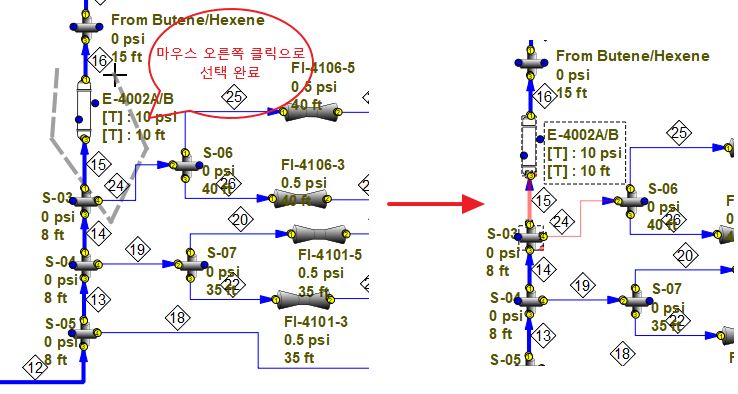 From Butene/Hexene
0 psi
15 ft
16
마우스 오른쪽 클릭으로
선택 완료
FI-4106-5
0.5 psi
40 ft
25
E-4002A/B
[T] : 10 psi
[T] : 10 ft
15
S-06
0 psi
40 ft
26
FI-4106-3
0.5 psi
40 ft
24
S-03
0 psi
8 ft
20
14
19
S-07
0 psi
35 ft
22
FI-4101-5
0.5 psi
35 ft
S-04
0 psi
8 ft
13
18
FI-4101-3
0.5 psi
35 ft
S-05
0 psi
8 ft
12
From Butene/Hexene
0 psi
15 ft
16
E-4002A/B
[T] : 10 psi
[T] : 10 ft
25
15
S-06
0 psi
40 ft
26
24
S-03
0 psi
8 ft
20
14
19
S-07
0 psi
35 ft
22
S-04
0 psi
8 ft
13
18
S-05